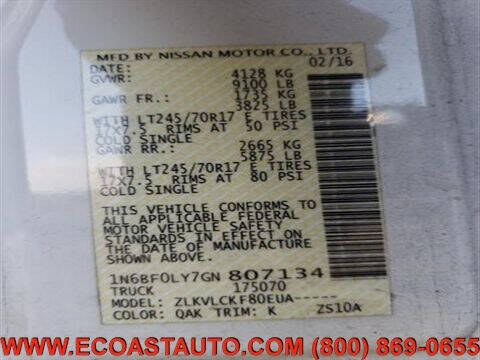 MFD BY NISSAN MOTOR CO., LTD.
DATE: 02/16
GVWR: 4128 KG
9100 LB
GAWR FR.: 1735 KG
3825 LB
WITH LT245/70R17 E TIRES
17X7.5 RIMS AT 50 PSI
COLD SINGLE
GAWR RR.: 2665 KG
5875 LB
WITH LT245/70R17 E TIRES
17X7.5 RIMS AT 80 PSI
COLD SINGLE
THIS VEHICLE CONFORMS TO
ALL APPLICABLE FEDERAL
MOTOR VEHICLE SAFETY
STANDARDS IN EFFECT ON
THE DATE OF MANUFACTURE
SHOWN ABOVE.
1N6BF0LY7GN 807134
TRUCK 175070
MODEL: ZLKVLCKF80EUA-----
COLOR: QAK TRIM: K ZS10A
WWW.ECOASTAUTO.COM - (800) 869-0655